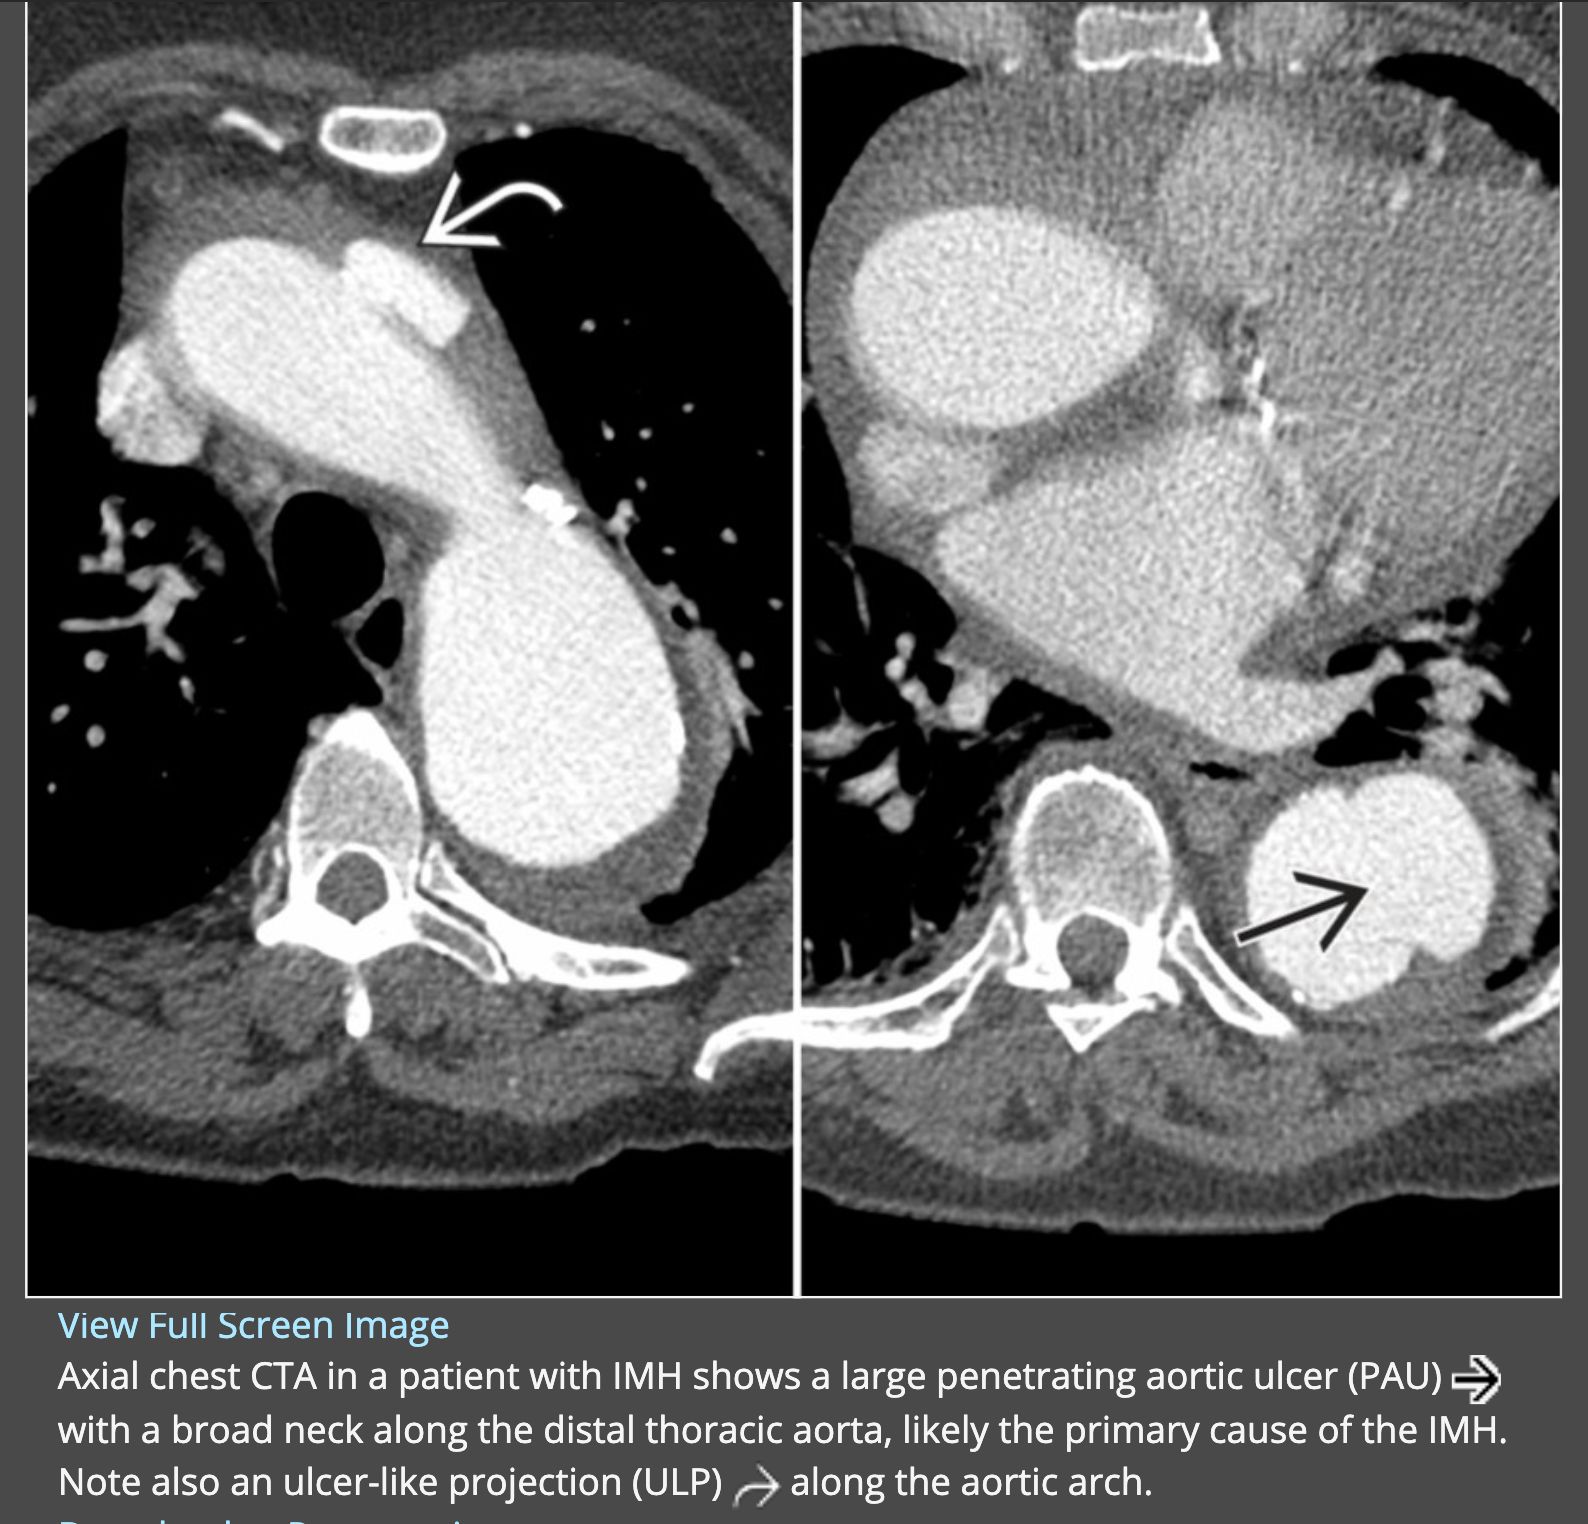 View Full Screen Image
Axial chest CTA in a patient with IMH shows a large penetrating aortic ulcer (PAU)
with a broad neck along the distal thoracic aorta, likely the primary cause of the IMH.
Note also an ulcer-like projection (ULP) along the aortic arch.